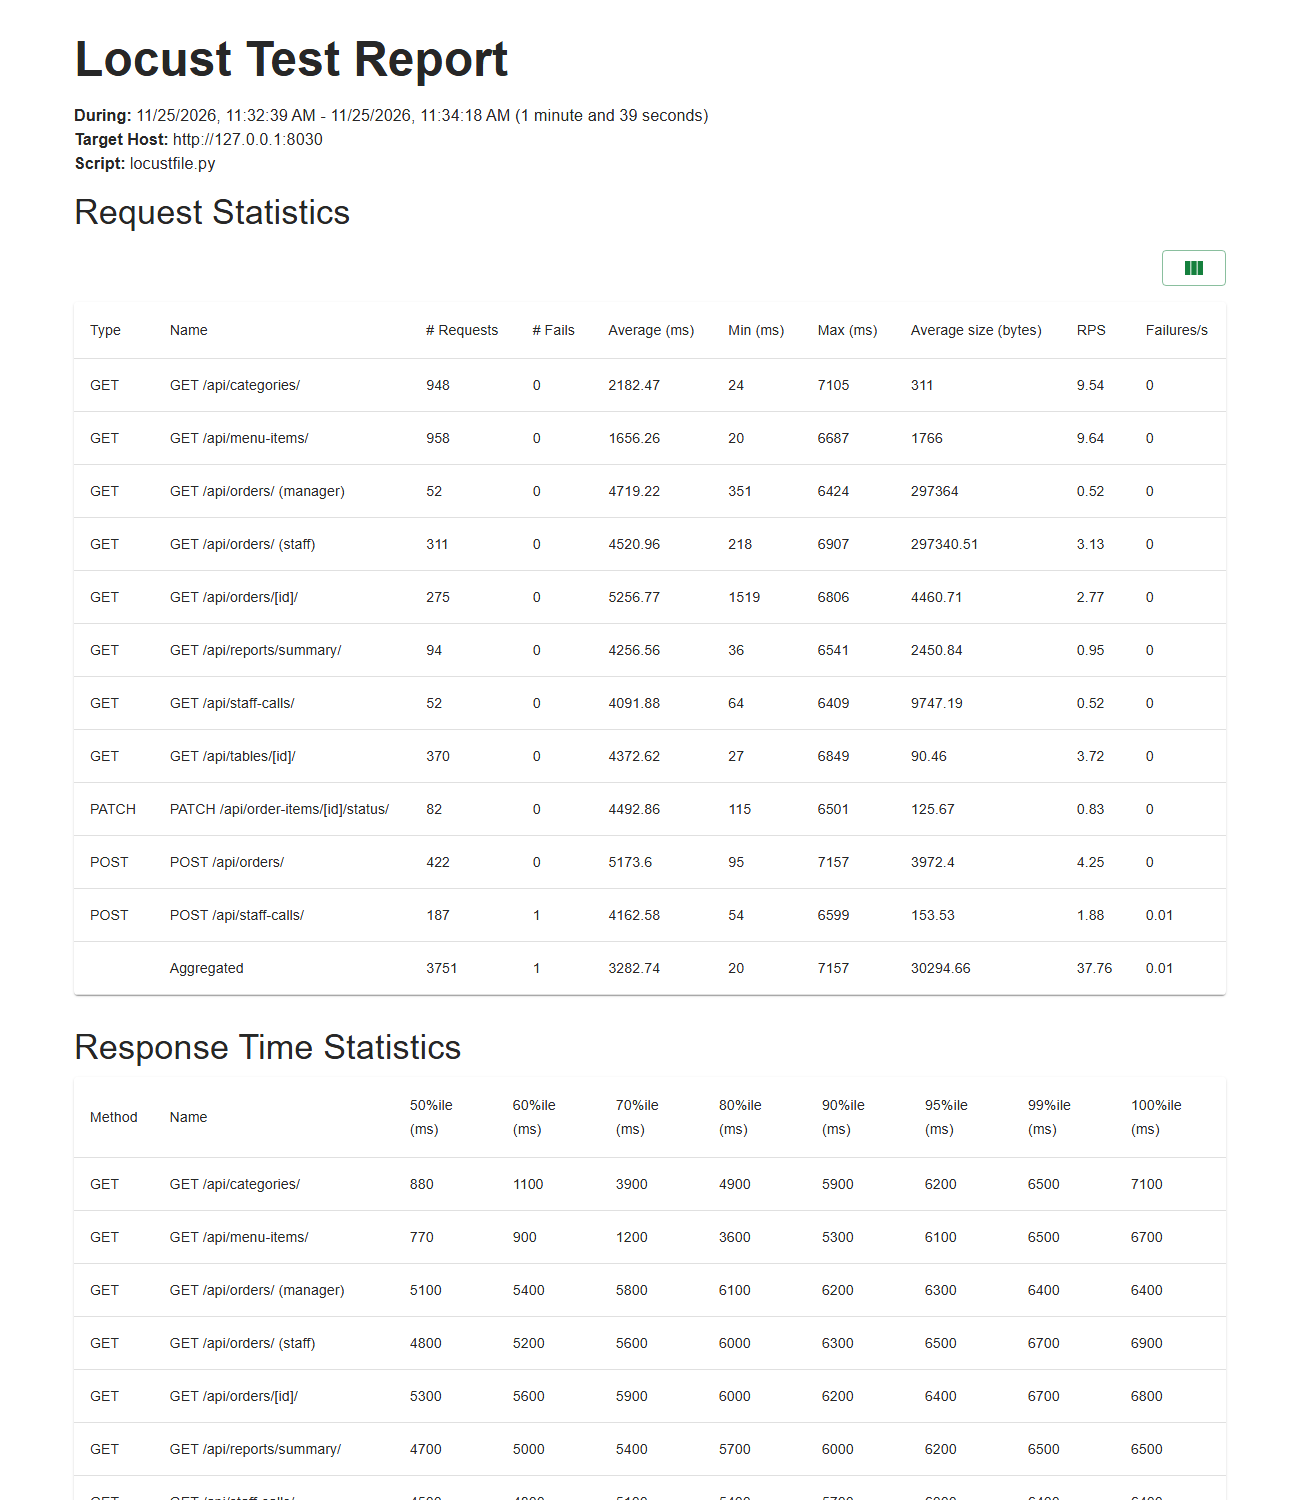 Locust Test Report
During: 11/25/2026, 11:32:39 AM - 11/25/2026, 11:34:18 AM (1 minute and 39 seconds)
Target Host: http://127.0.0.1:8030
Script: locustfile.py
Request Statistics
Type Name # Requests # Fails Average (ms) Min (ms) Max (ms) Average size (bytes) RPS Failures/s
GET GET /api/categories/ 948 0 2182.47 24 7105 311 9.54 0
GET GET /api/menu-items/ 958 0 1656.26 20 6687 1766 9.64 0
GET GET /api/orders/ (manager) 52 0 4719.22 351 6424 297364 0.52 0
GET GET /api/orders/ (staff) 311 0 4520.96 218 6907 297340.51 3.13 0
GET GET /api/orders/[id]/ 275 0 5256.77 1519 6806 4460.71 2.77 0
GET GET /api/reports/summary/ 94 0 4256.56 36 6541 2450.84 0.95 0
GET GET /api/staff-calls/ 52 0 4091.88 64 6409 9747.19 0.52 0
GET GET /api/tables/[id]/ 370 0 4372.62 27 6849 90.46 3.72 0
PATCH PATCH /api/order-items/[id]/status/ 82 0 4492.86 115 6501 125.67 0.83 0
POST POST /api/orders/ 422 0 5173.6 95 7157 3972.4 4.25 0
POST POST /api/staff-calls/ 187 1 4162.58 54 6599 153.53 1.88 0.01
Aggregated 3751 1 3282.74 20 7157 30294.66 37.76 0.01
Response Time Statistics
Method Name 50%ile (ms) 60%ile (ms) 70%ile (ms) 80%ile (ms) 90%ile (ms) 95%ile (ms) 99%ile (ms) 100%ile (ms)
GET GET /api/categories/ 880 1100 3900 4900 5900 6200 6500 7100
GET GET /api/menu-items/ 770 900 1200 3600 5300 6100 6500 6700
GET GET /api/orders/ (manager) 5100 5400 5800 6100 6200 6300 6400 6400
GET GET /api/orders/ (staff) 4800 5200 5600 6000 6300 6500 6700 6900
GET GET /api/orders/[id]/ 5300 5600 5900 6000 6200 6400 6700 6800
GET GET /api/reports/summary/ 4700 5000 5400 5700 6000 6200 6500 6500